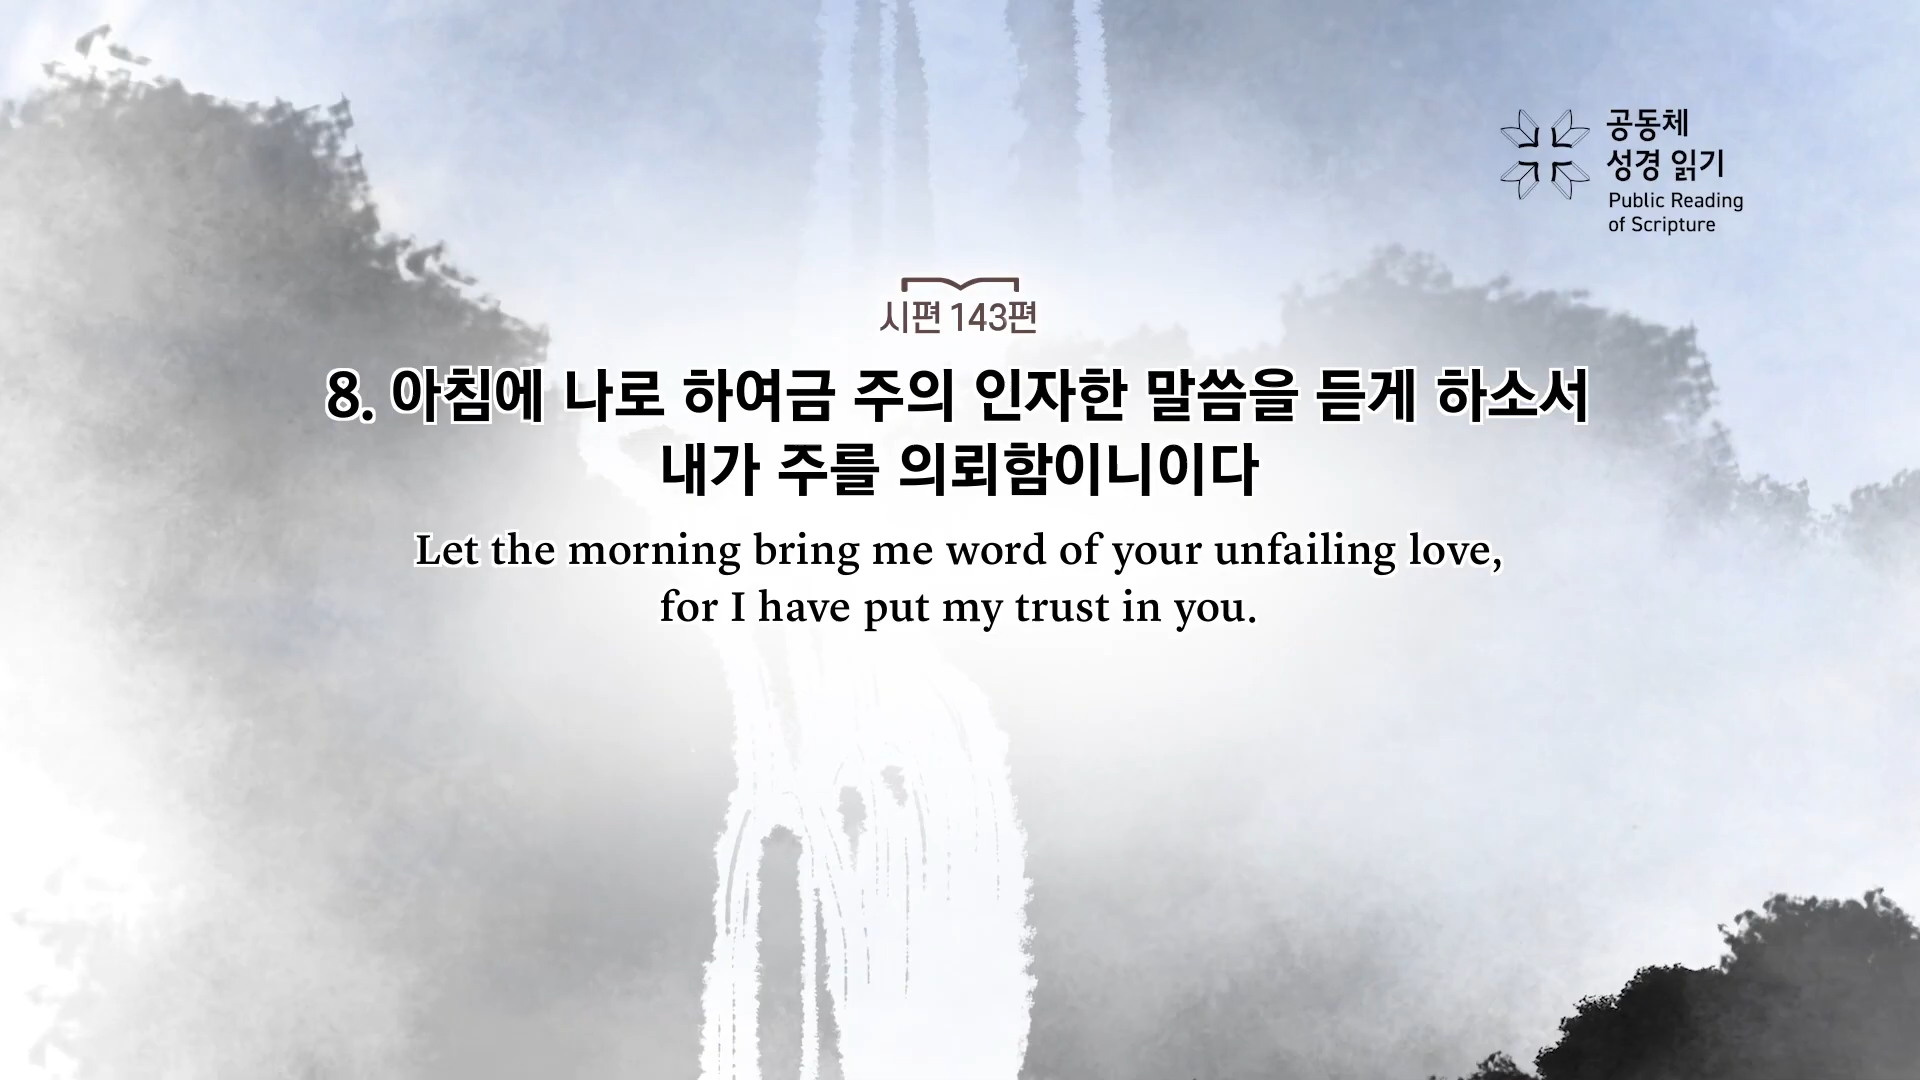 공동체
성경 읽기
Public Reading
of Scripture
시편 143편
8. 아침에 나로 하여금 주의 인자한 말씀을 듣게 하소서
내가 주를 의뢰함이니이다
Let the morning bring me word of your unfailing love,
for I have put my trust in you.